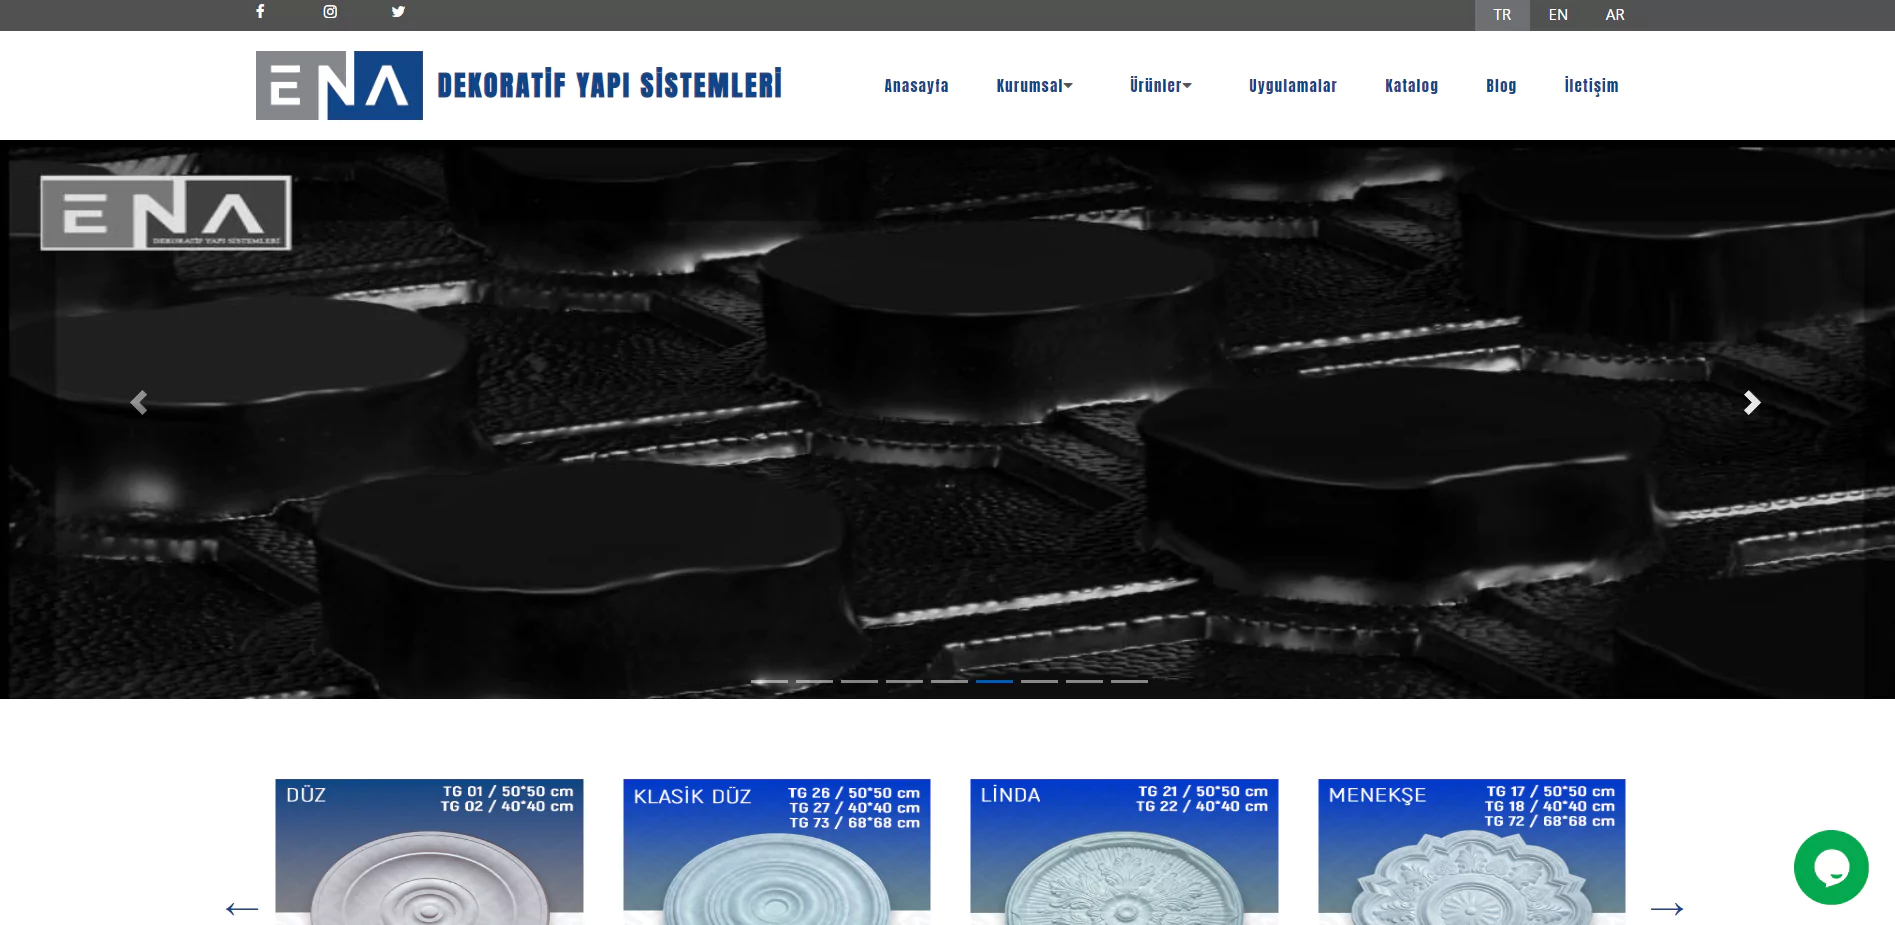 TR EN AR
ENA DEKORATİF YAPI SİSTEMLERİ
Anasayfa Kurumsal Ürünler Uygulamalar Katalog Blog İletişim
ENA
DEKORATİF YAPI SİSTEMLERİ
DÜZ
TG 01 / 50*50 cm
TG 02 / 40*40 cm
KLASİK DÜZ
TG 26 / 50*50 cm
TG 27 / 40*40 cm
TG 73 / 68*68 cm
LİNDA
TG 21 / 50*50 cm
TG 22 / 40*40 cm
MENEKŞE
TG 17 / 50*50 cm
TG 18 / 40*40 cm
TG 72 / 68*68 cm